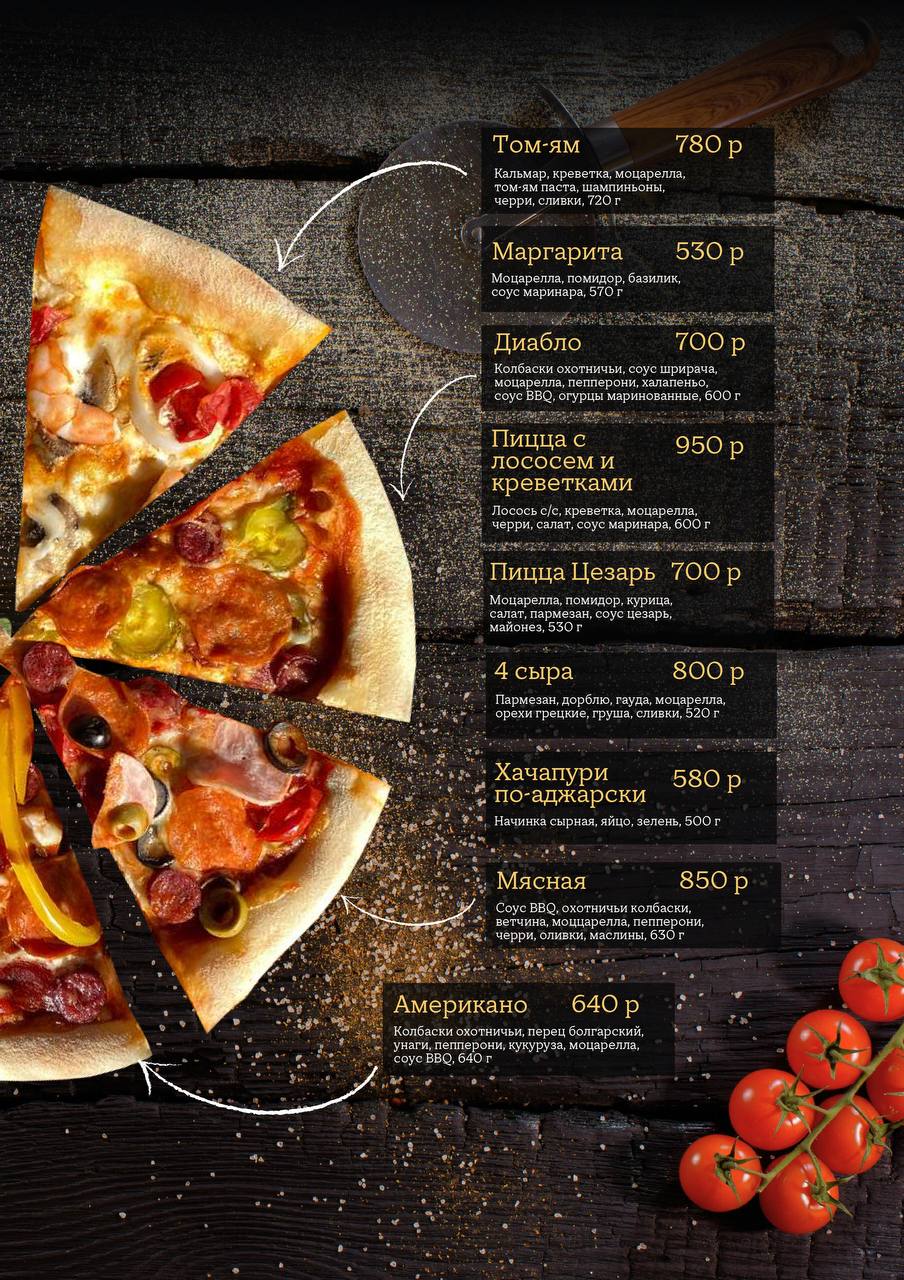 Том-ям 780 р
Кальмар, креветка, моцарелла,
том-ям паста, шампиньоны,
черри, сливки, 720 г
Маргарита 530 р
Моцарелла, помидор, базилик,
соус маринара, 570 г
Диабло 700 р
Колбаски охотничьи, соус шрирача,
моцарелла, пепперони, халапеньо,
соус BBQ, огурцы маринованные, 600 г
Пицца с
лососем и
креветками
950 р
Лосось с/с, креветка, моцарелла,
черри, салат, соус маринара, 600 г
Пицца Цезарь 700 р
Моцарелла, помидор, курица,
салат, пармезан, соус цезарь,
майонез, 530 г
4 сыра 800 р
Пармезан, дорблю, гауда, моцарелла,
орехи грецкие, груша, сливки, 520 г
Хачапури
по-аджарски
580 р
Начинка сырная, яйцо, зелень, 500 г
Мясная 850 р
Соус BBQ, охотничьи колбаски,
ветчина, моццарелла, пепперони,
черри, оливки, маслины, 630 г
Американо 640 р
Колбаски охотничьи, перец болгарский,
унаги, пепперони, кукуруза, моцарелла,
соус BBQ, 640 г